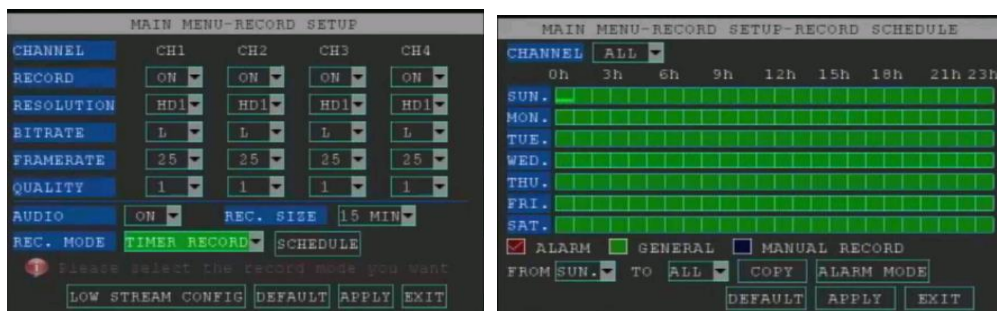 MAIN MENU-RECORD SETUP
CHANNEL CH1 CH2 CH3 CH4
RECORD ON ON ON ON
RESOLUTION HD1 HD1 HD1 HD1
BITRATE L L L L
FRAMERATE 25 25 25 25
QUALITY 1 1 1 1
AUDIO ON REC. SIZE 15 MIN
REC. MODE TIMER RECORD SCHEDULE
Please select the record mode you want
LOW STREAM CONFIG DEFAULT APPLY EXIT
MAIN MENU-RECORD SETUP-RECORD SCHEDULE
CHANNEL ALL
0h 3h 6h 9h 12h 15h 18h 21h 23h
SUN.
MON.
TUE.
WED.
THU.
FRI.
SAT.
ALARM GENERAL MANUAL RECORD
FROM SUN. TO ALL COPY ALARM MODE
DEFAULT APPLY EXIT